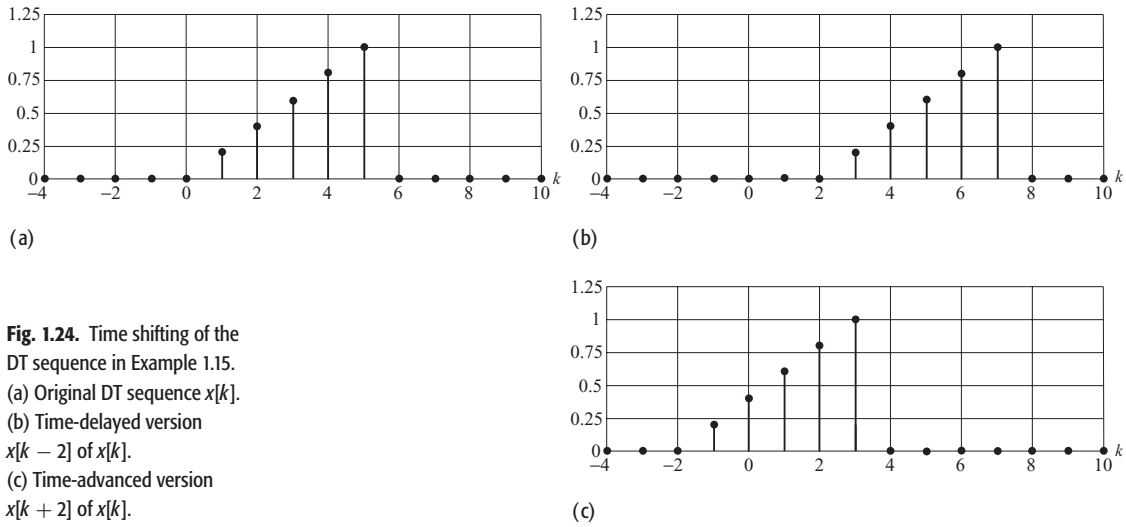 1.25
1
0.75
0.5
0.25
0
−4 −2 0 2 4 6 8 10 k
(a)
1.25
1
0.75
0.5
0.25
0
−4 −2 0 2 4 6 8 10 k
(b)
Fig. 1.24. Time shifting of the
DT sequence in Example 1.15.
(a) Original DT sequence x[k].
(b) Time-delayed version
x[k − 2] of x[k].
(c) Time-advanced version
x[k + 2] of x[k].
1.25
1
0.75
0.5
0.25
0
−4 −2 0 2 4 6 8 10 k
(c)